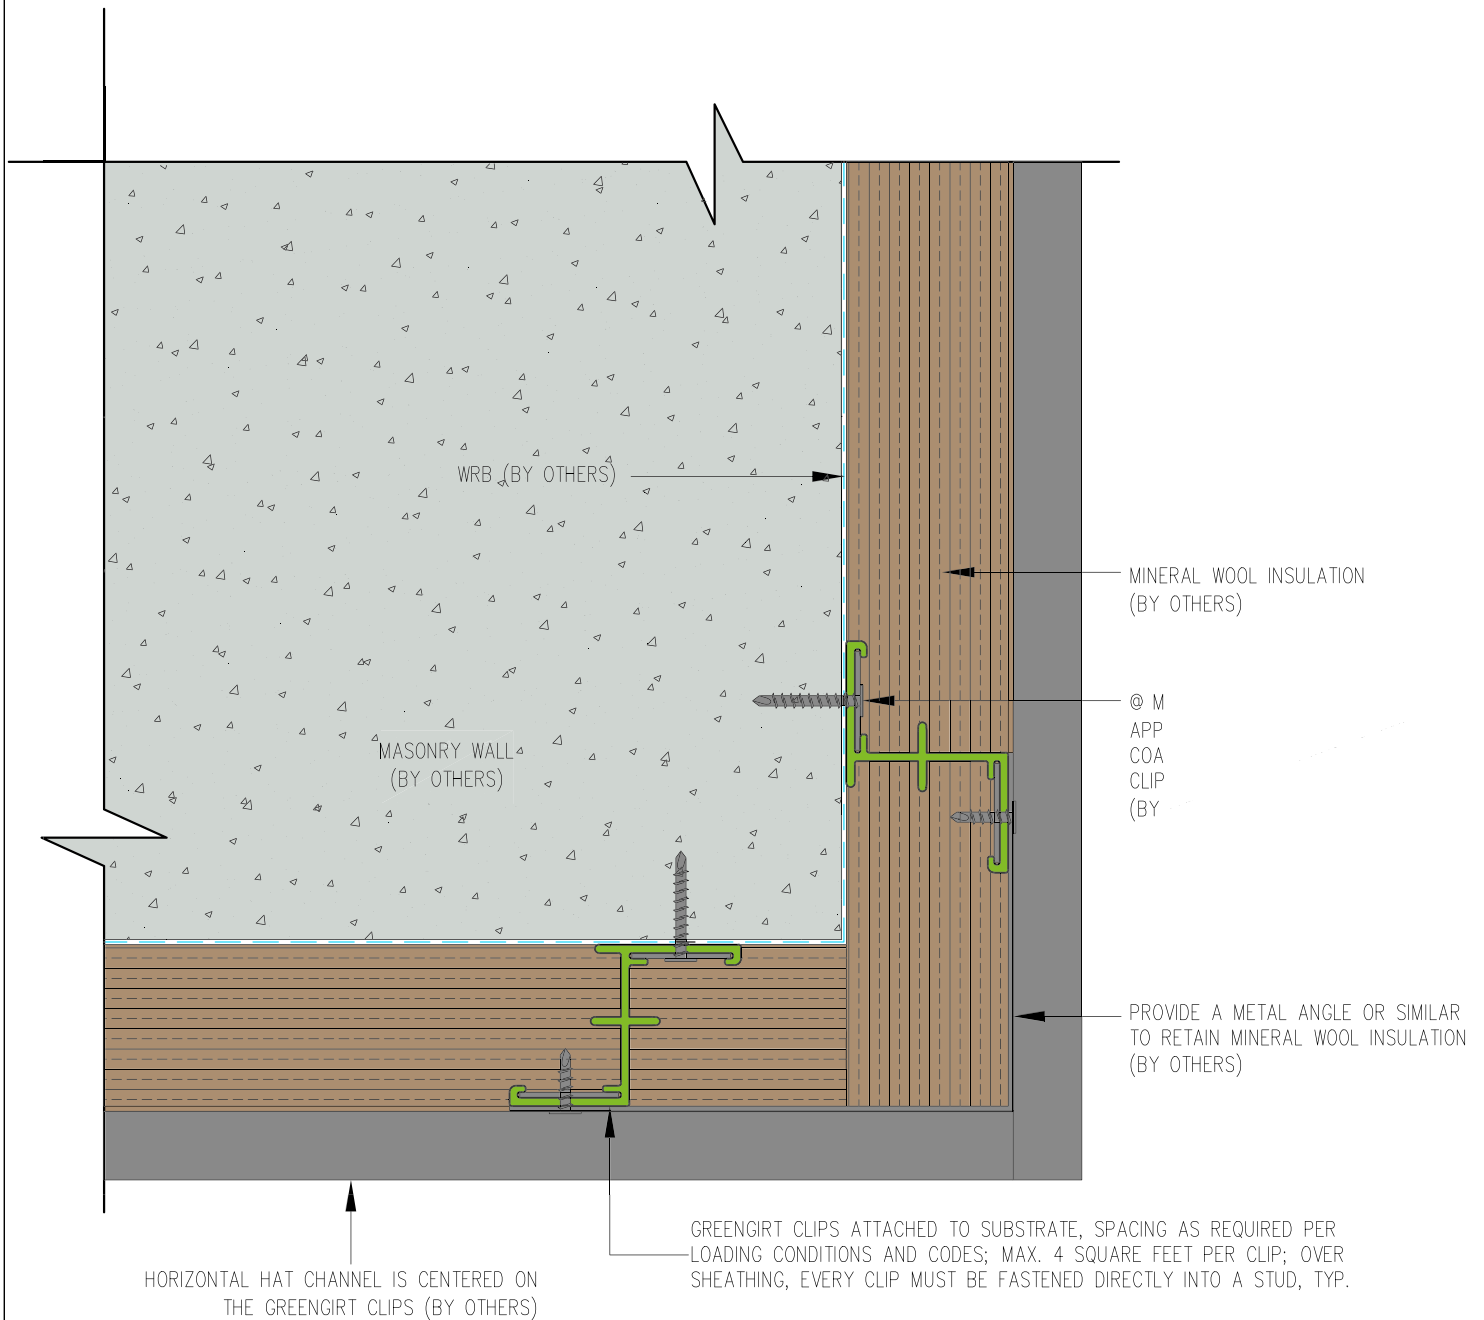 WRB (BY OTHERS)
MINERAL WOOL INSULATION
(BY OTHERS)
@ M
APP
COA
CLIP
(BY
MASONRY WALL
(BY OTHERS)
PROVIDE A METAL ANGLE OR SIMILAR
TO RETAIN MINERAL WOOL INSULATION
(BY OTHERS)
GREENGIRT CLIPS ATTACHED TO SUBSTRATE, SPACING AS REQUIRED PER
LOADING CONDITIONS AND CODES; MAX. 4 SQUARE FEET PER CLIP; OVER
SHEATHING, EVERY CLIP MUST BE FASTENED DIRECTLY INTO A STUD, TYP.
HORIZONTAL HAT CHANNEL IS CENTERED ON
THE GREENGIRT CLIPS (BY OTHERS)